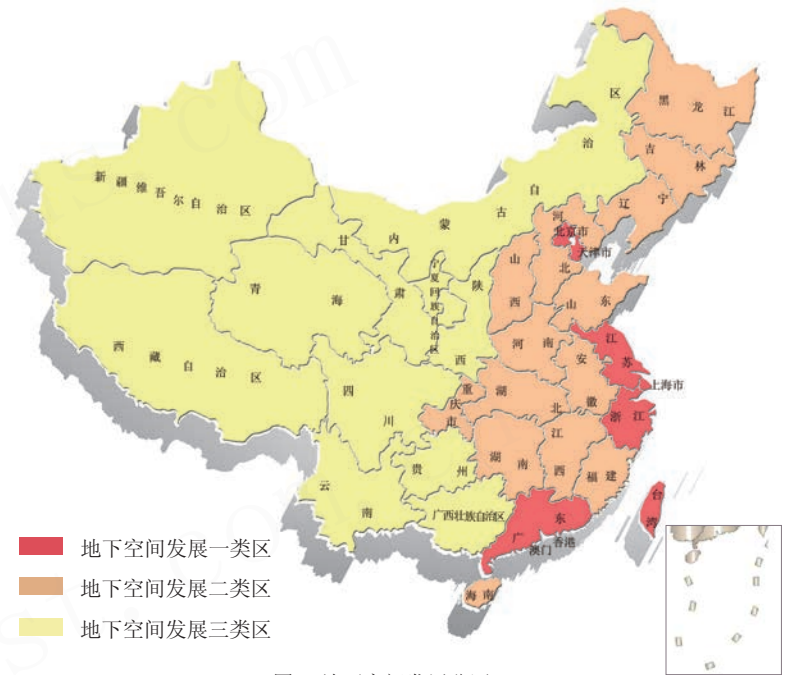 黑龙江
吉林
辽宁
内蒙古自治区
新疆维吾尔自治区
甘肃
青海
西藏自治区
宁夏回族自治区
陕西
山西
河北
北京市
天津市
山东
河南
江苏
安徽
上海市
浙江
湖北
重庆市
四川
湖南
江西
福建
贵州
云南
广西壮族自治区
广东
香港
澳门
台湾
海南
地下空间发展一类区
地下空间发展二类区
地下空间发展三类区